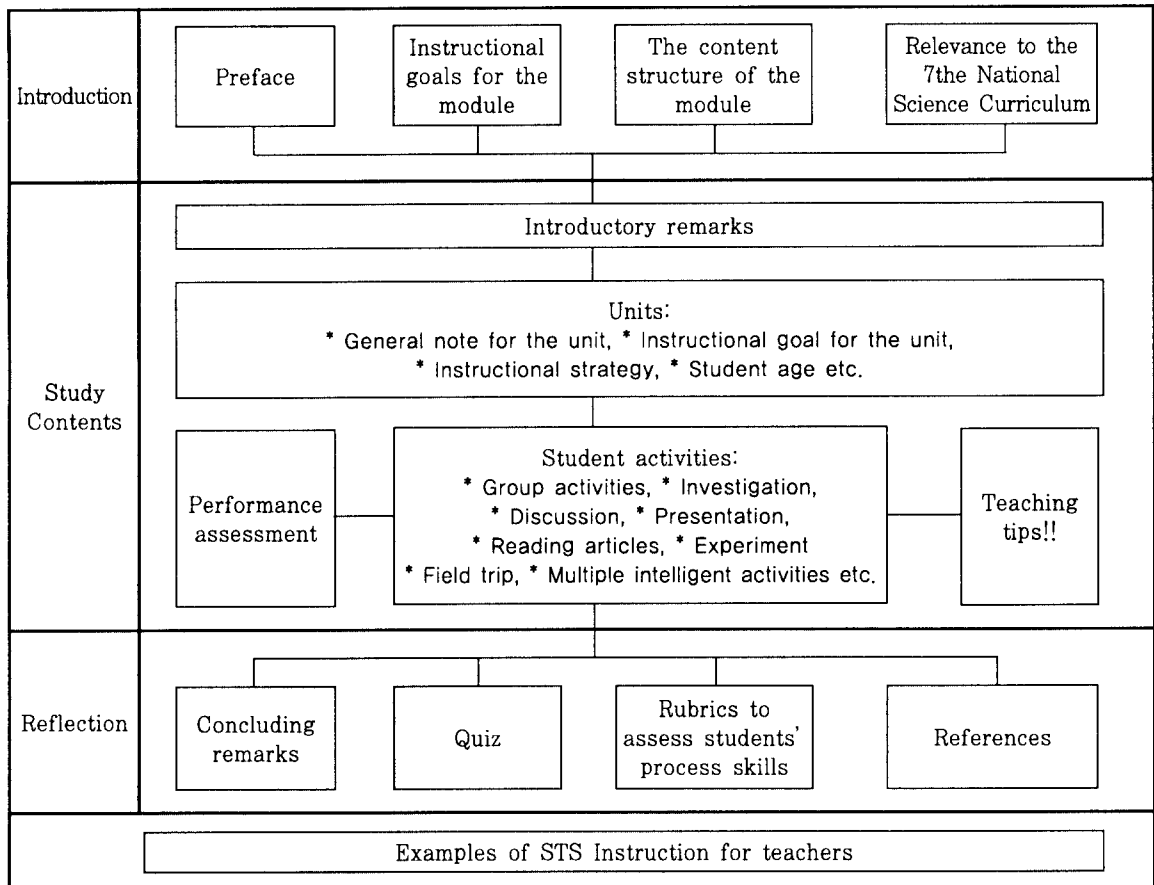 Introduction
Preface
Instructional
goals for the
module
The content
structure of the
module
Relevance to the
7the National
Science Curriculum
Study
Contents
Introductory remarks
Units:
* General note for the unit, * Instructional goal for the unit,
* Instructional strategy, * Student age etc.
Performance
assessment
Student activities:
* Group activities, * Investigation,
* Discussion, * Presentation,
* Reading articles, * Experiment
* Field trip, * Multiple intelligent activities etc.
Teaching
tips!!
Reflection
Concluding
remarks
Quiz
Rubrics to
assess students'
process skills
References
Examples of STS Instruction for teachers